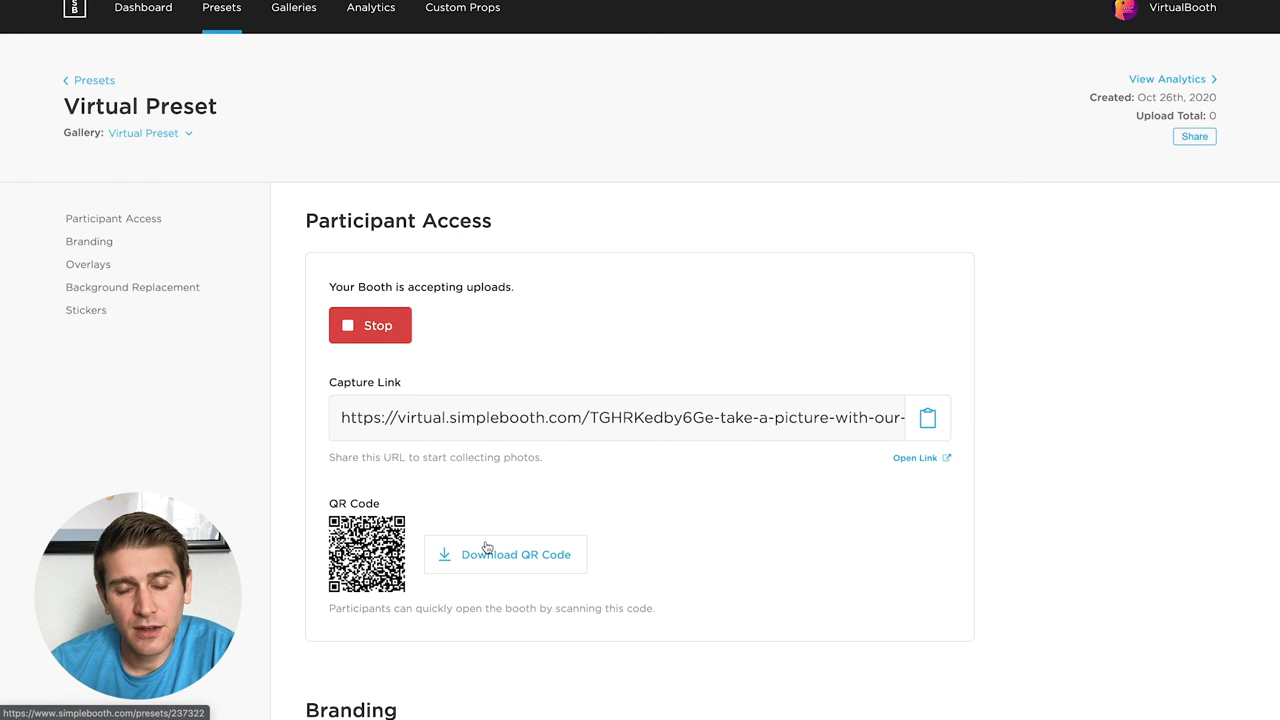 S
B
Dashboard
Presets
Galleries
Analytics
Custom Props
VirtualBooth
Presets
Virtual Preset
Gallery: Virtual Preset
View Analytics
Created: Oct 26th, 2020
Upload Total: 0
Share
Participant Access
Branding
Overlays
Background Replacement
Stickers
Participant Access
Your Booth is accepting uploads.
Stop
Capture Link
https://virtual.simplebooth.com/TGHRKedby6Ge-take-a-picture-with-our-
Share this URL to start collecting photos.
Open Link
QR Code
Download QR Code
Participants can quickly open the booth by scanning this code.
Branding
https://www.simplebooth.com/presets/237322